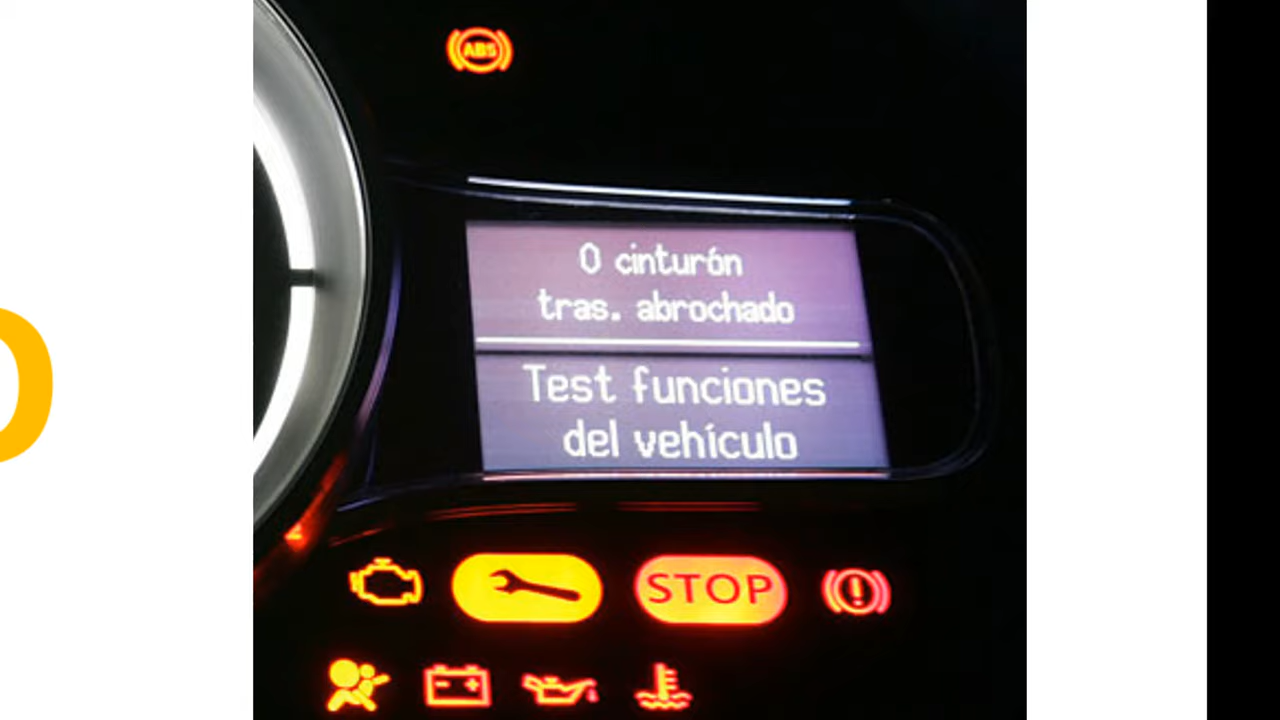 ABS
0 cinturón
tras. abrochado
Test funciones
del vehículo
STOP